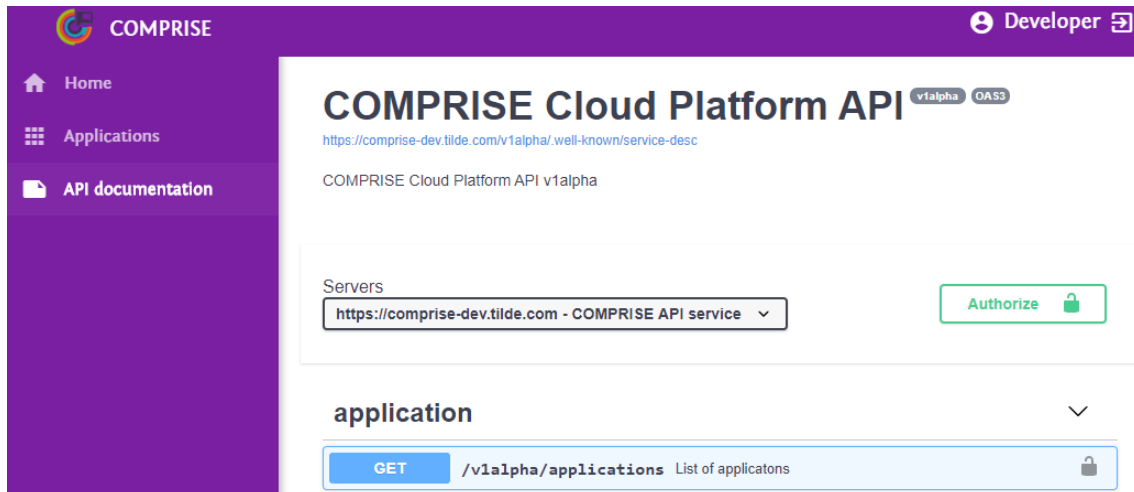 COMPRISE
Developer
Home
Applications
API documentation
COMPRISE Cloud Platform API v1alpha OAS3
https://comprise-dev.tilde.com/v1alpha/.well-known/service-desc
COMPRISE Cloud Platform API v1alpha
Servers
https://comprise-dev.tilde.com - COMPRISE API service
Authorize
application
GET /v1alpha/applications List of applicatons